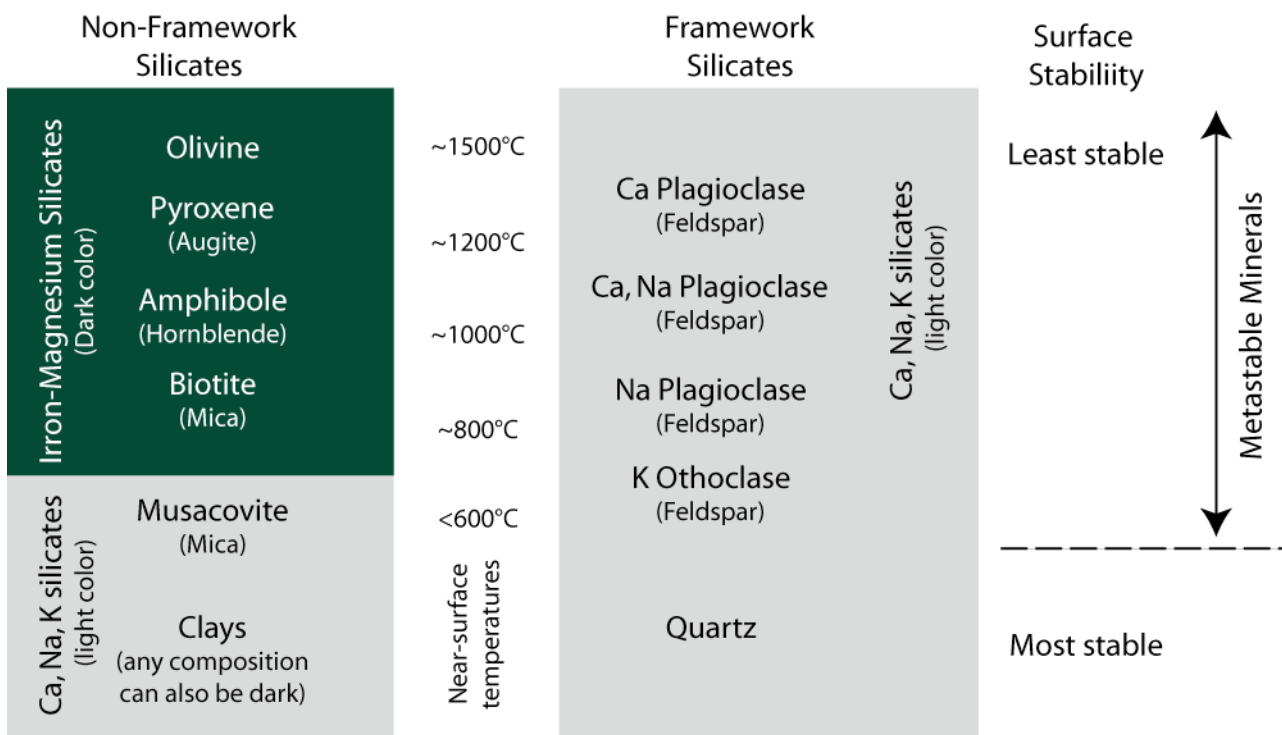 Non-Framework
Silicates
Framework
Silicates
Surface
Stabiliity
Irron-Magnesium Silicates
(Dark color)
Olivine
Pyroxene
(Augite)
Amphibole
(Hornblende)
Biotite
(Mica)
Ca, Na, K silicates
(light color)
Musacovite
(Mica)
Clays
(any composition
can also be dark)
~1500°C
~1200°C
~1000°C
~800°C
<600°C
Near-surface
temperatures
Ca Plagioclase
(Feldspar)
Ca, Na Plagioclase
(Feldspar)
Na Plagioclase
(Feldspar)
K Othoclase
(Feldspar)
Quartz
Ca, Na, K silicates
(light color)
Least stable
Metastable Minerals
Most stable